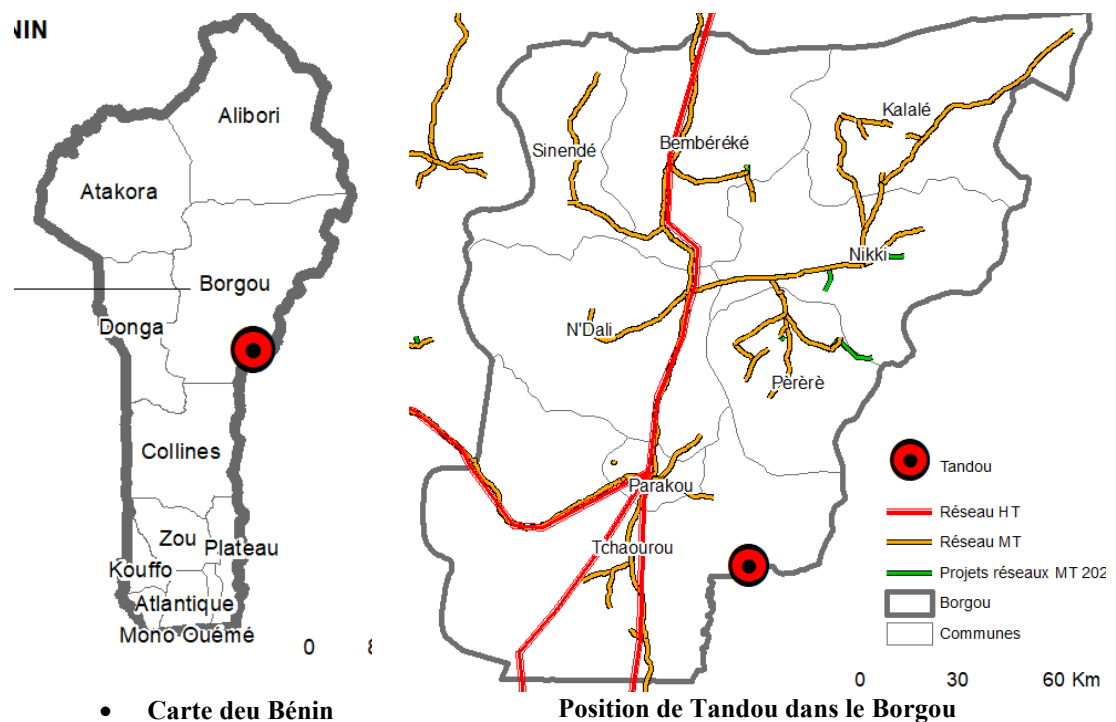 NIN
Alibori
Atakora
Borgou
Donga
Collines
Zou
Plateau
Kouffo
Atlantique
Mono Ouémé
0
• Carte deu Bénin
Kalalé
Sinendé
Bembéréké
Nikki
N'Dali
Pèrèrè
Parakou
Tchaourou
Tandou
Réseau HT
Réseau MT
Projets réseaux MT 202
Borgou
Communes
0 30 60 Km
Position de Tandou dans le Borgou